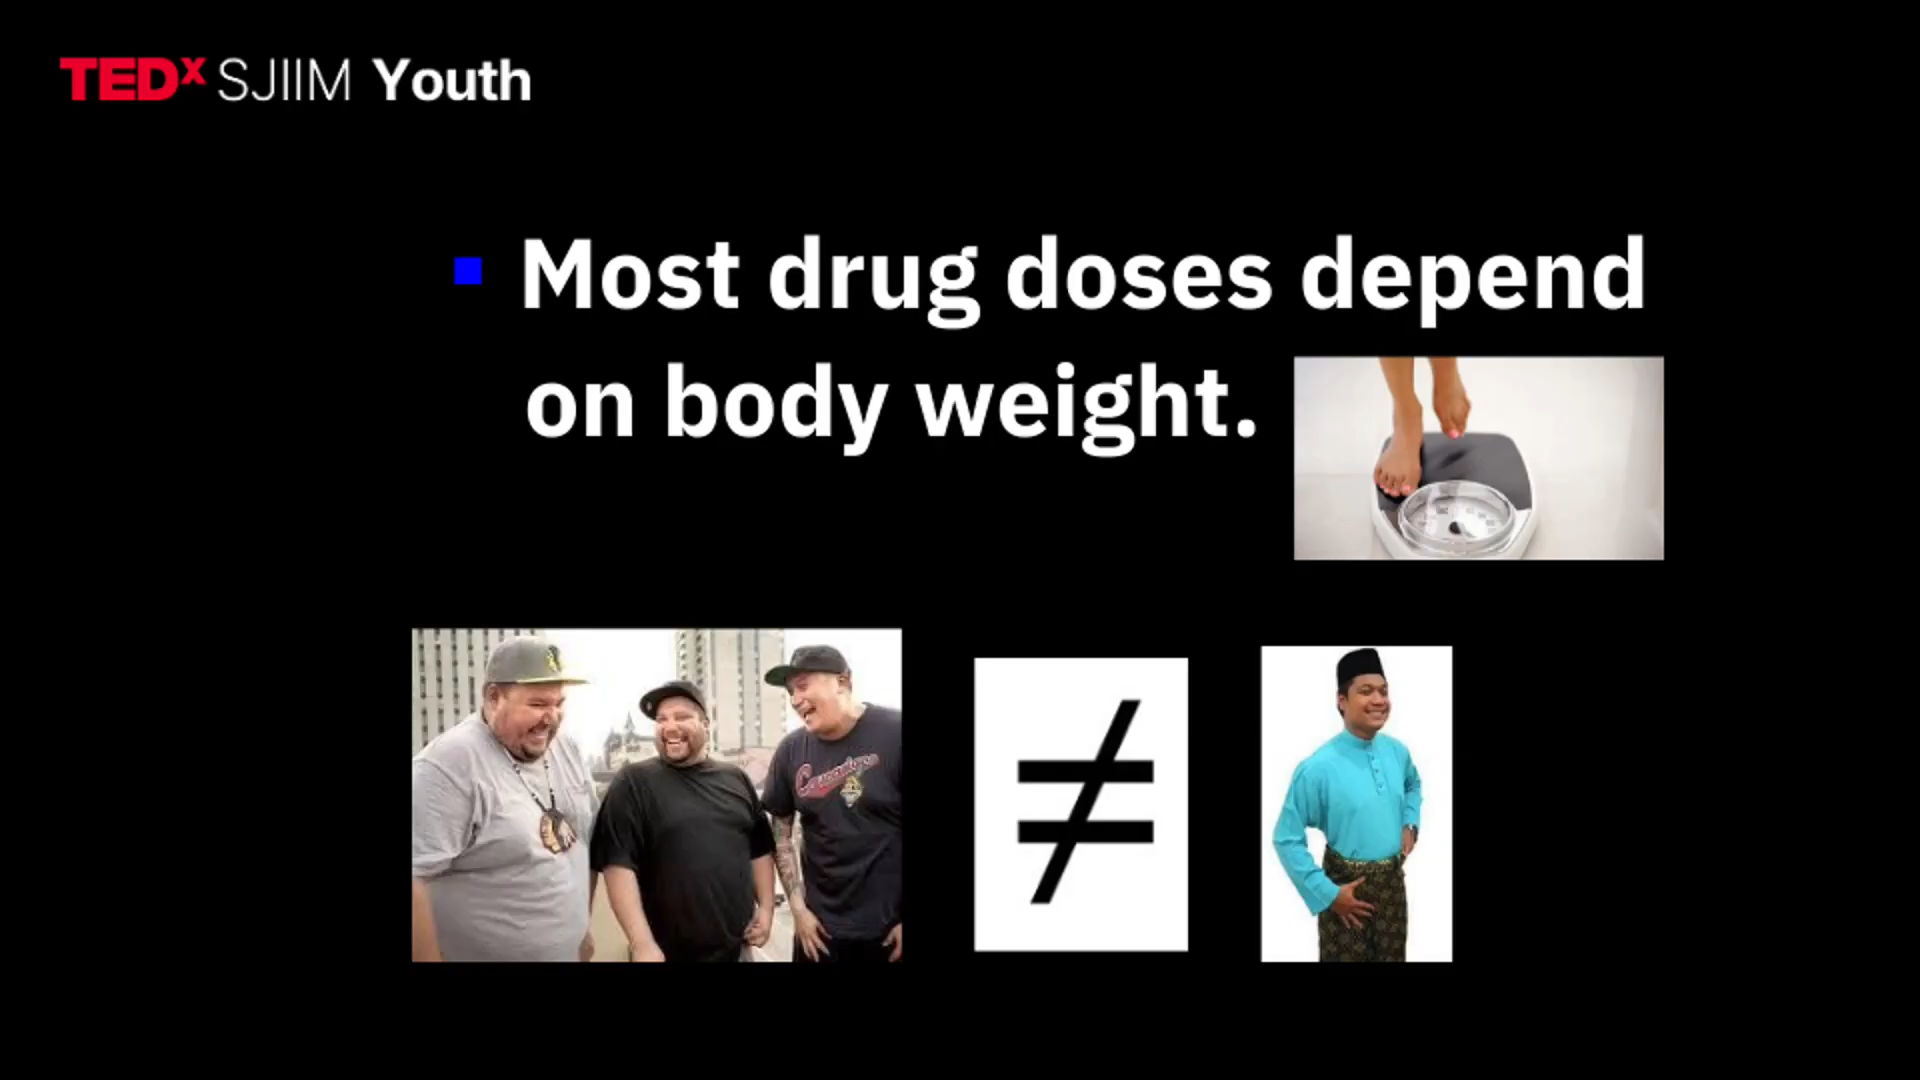 TEDx SJIIM Youth
▪ Most drug doses depend
on body weight.
≠